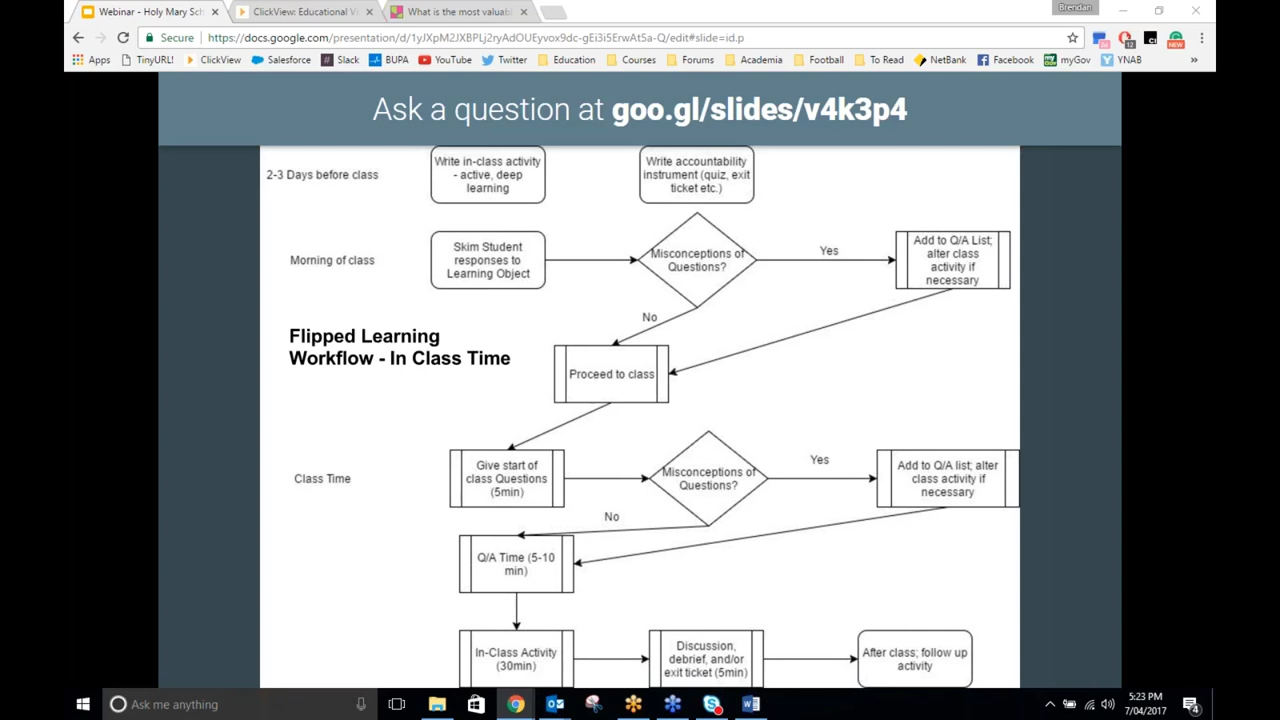 Webinar - Holy Mary Sch
ClickView: Educational Vi
What is the most valuabl
Brendan
Secure
https://docs.google.com/presentation/d/1yJXpM2JXBPLj2ryAdOUEyvox9dc-gEi3i5ErwAt5a-Q/edit#slide=id.p
12
NEW
Apps TinyURL! ClickView Salesforce Slack BUPA YouTube Twitter Education Courses Forums Academia Football To Read NetBank Facebook myGov YNAB
Ask a question at goo.gl/slides/v4k3p4
2-3 Days before class
Write in-class activity
- active, deep
learning
Write accountability
instrument (quiz, exit
ticket etc.)
Morning of class
Skim Student
responses to
Learning Object
Misconceptions of
Questions?
Yes
Add to Q/A List;
alter class
activity if
necessary
No
Flipped Learning
Workflow - In Class Time
Proceed to class
Class Time
Give start of
class Questions
(5min)
Misconceptions of
Questions?
Yes
Add to Q/A list; alter
class activity if
necessary
No
Q/A Time (5-10
min)
In-Class Activity
(30min)
Discussion,
debrief, and/or
exit ticket (5min)
After class; follow up
activity
Ask me anything
5:23 PM
7/04/2017
4